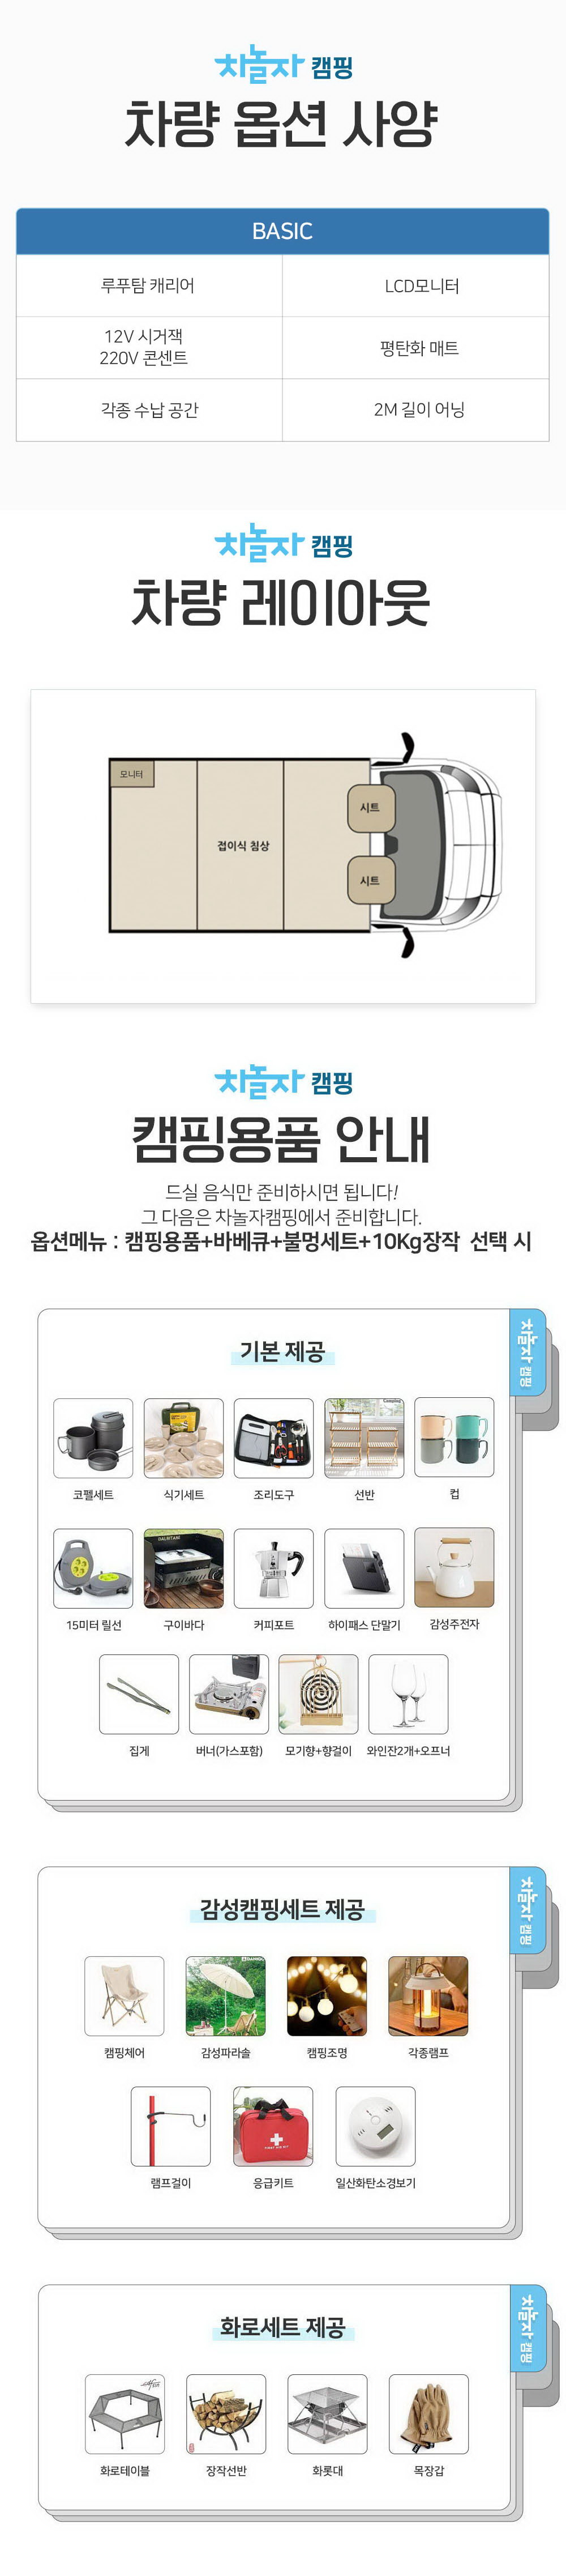 차놀자 캠핑
차량 옵션 사양
BASIC
루푸탑 캐리어
LCD모니터
12V 시거잭
220V 콘센트
평탄화 매트
각종 수납 공간
2M 길이 어닝
차놀자 캠핑
차량 레이아웃
모니터
접이식 침상
시트
시트
차놀자 캠핑
캠핑용품 안내
드실 음식만 준비하시면 됩니다!
그 다음은 차놀자캠핑에서 준비합니다.
옵션메뉴 : 캠핑용품+바베큐+불멍세트+10Kg장작 선택 시
차놀자 캠핑
기본 제공
코펠세트
식기세트
조리도구
선반
컵
15미터 릴선
구이바다
커피포트
하이패스 단말기
감성주전자
집게
버너(가스포함)
모기향+향걸이
와인잔2개+오프너
차놀자 캠핑
감성캠핑세트 제공
캠핑체어
감성파라솔
캠핑조명
각종램프
FIRST AID KIT
램프걸이
응급키트
일산화탄소경보기
차놀자 캠핑
화로세트 제공
화로테이블
장작선반
화롯대
목장갑